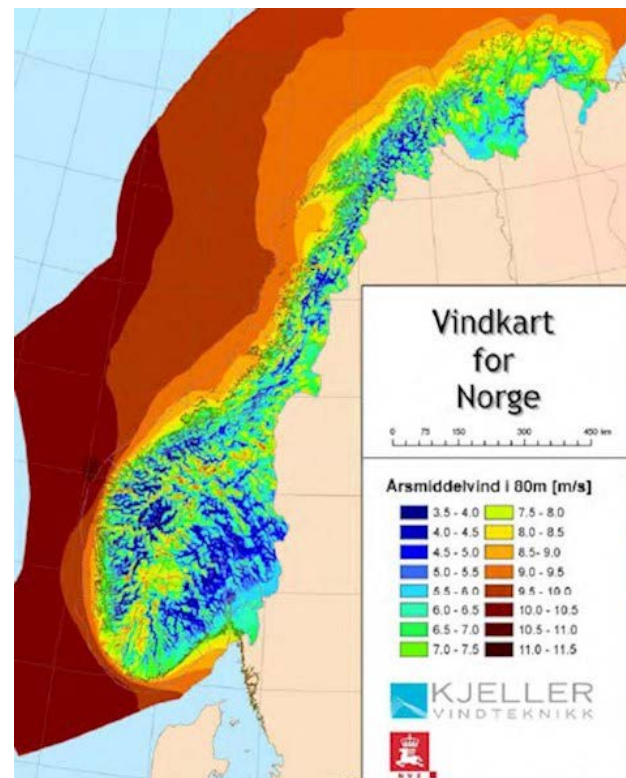 Vindkart
for
Norge
0 75 150 300 450 km
Årsmiddelvind i 80m [m/s]
3.5 - 4.0 7.5 - 8.0
4.0 - 4.5 8.0 - 8.5
4.5 - 5.0 8.5- 9.0
5.0 - 5.5 9.0 - 9.5
5.5 - 6.0 9.5 - 10.0
6.0 - 6.5 10.0 - 10.5
6.5 - 7.0 10.5 - 11.0
7.0 - 7.5 11.0 - 11.5
KJELLER
VINDTEKNIKK
NVE